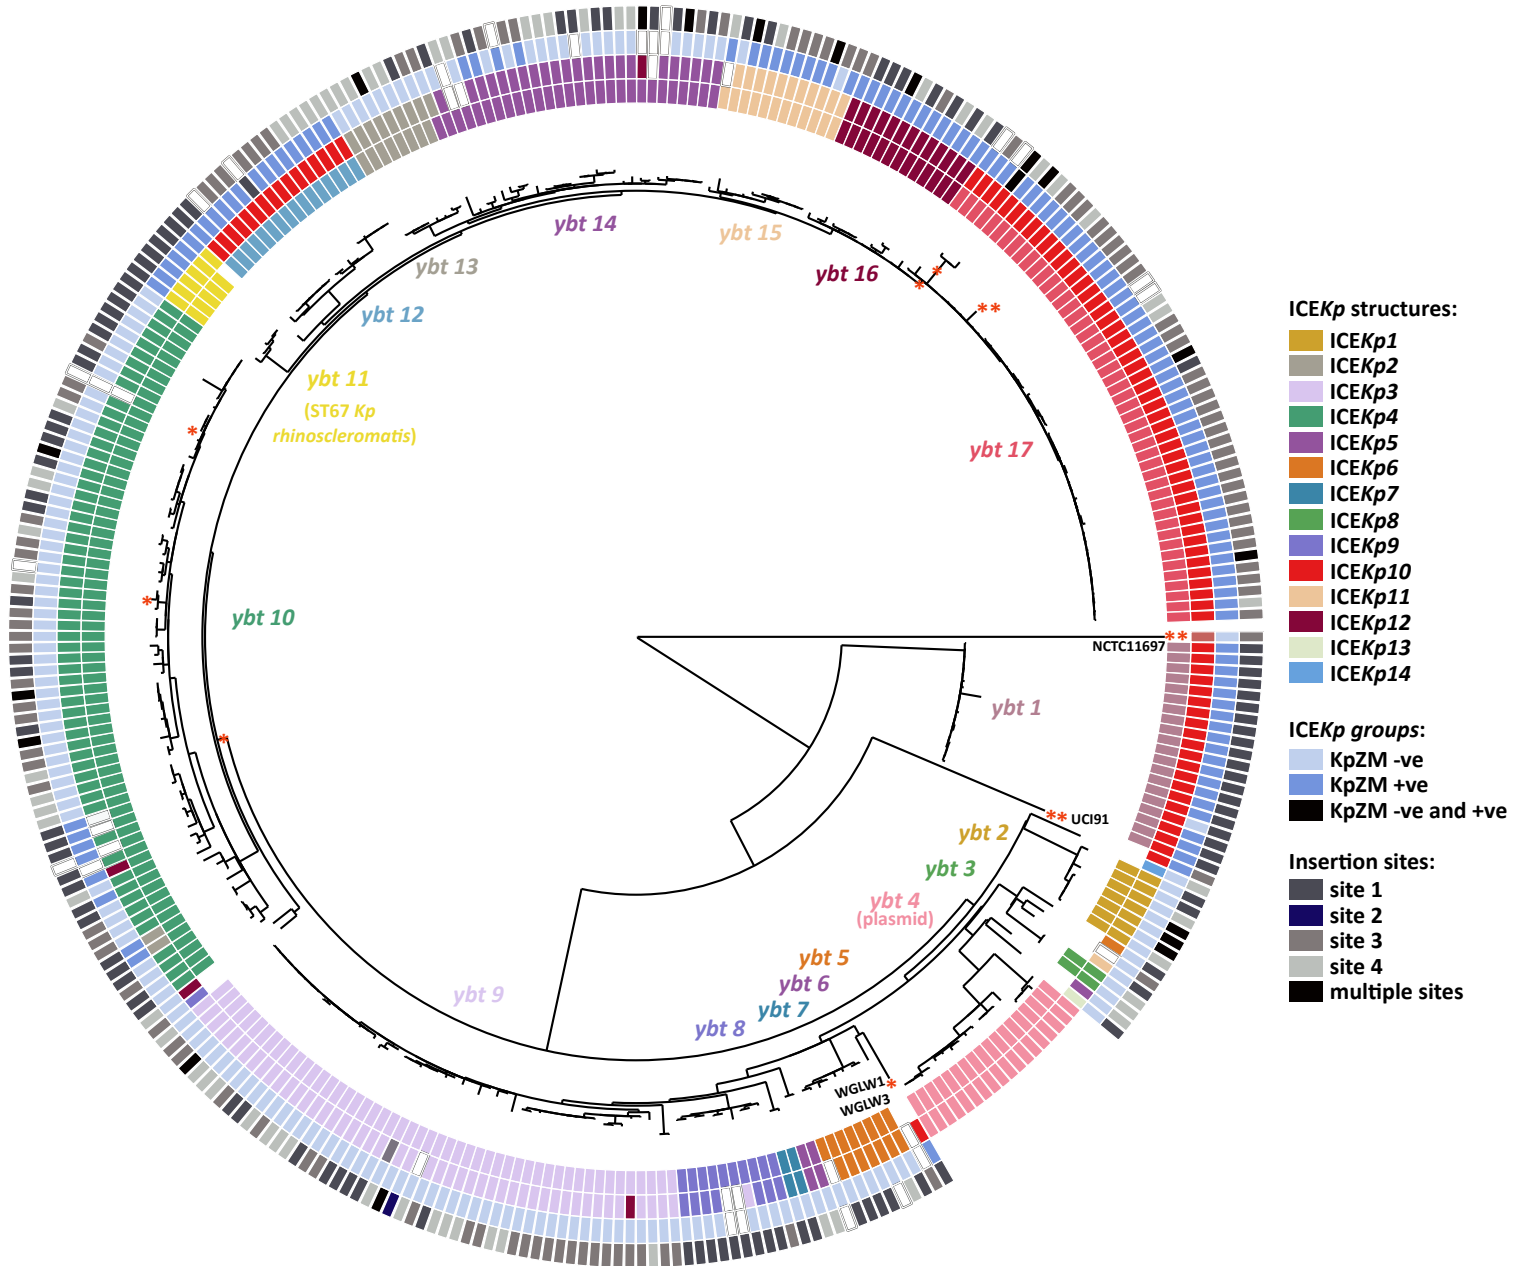 ybt 14
ybt 15
ybt 13
ybt 16
ybt 12
ybt 11
(ST67 Kp
rhinoscleromatis)
ybt 17
ybt 10
NCTC11697
ybt 1
UCI91
ybt 2
ybt 3
ybt 4
(plasmid)
ybt 5
ybt 6
ybt 7
ybt 8
ybt 9
WGLW1
WGLW3
*
*
**
*
*
*
**
**
*
ICEKp structures:
ICEKp1
ICEKp2
ICEKp3
ICEKp4
ICEKp5
ICEKp6
ICEKp7
ICEKp8
ICEKp9
ICEKp10
ICEKp11
ICEKp12
ICEKp13
ICEKp14
ICEKp groups:
KpZM -ve
KpZM +ve
KpZM -ve and +ve
Insertion sites:
site 1
site 2
site 3
site 4
multiple sites